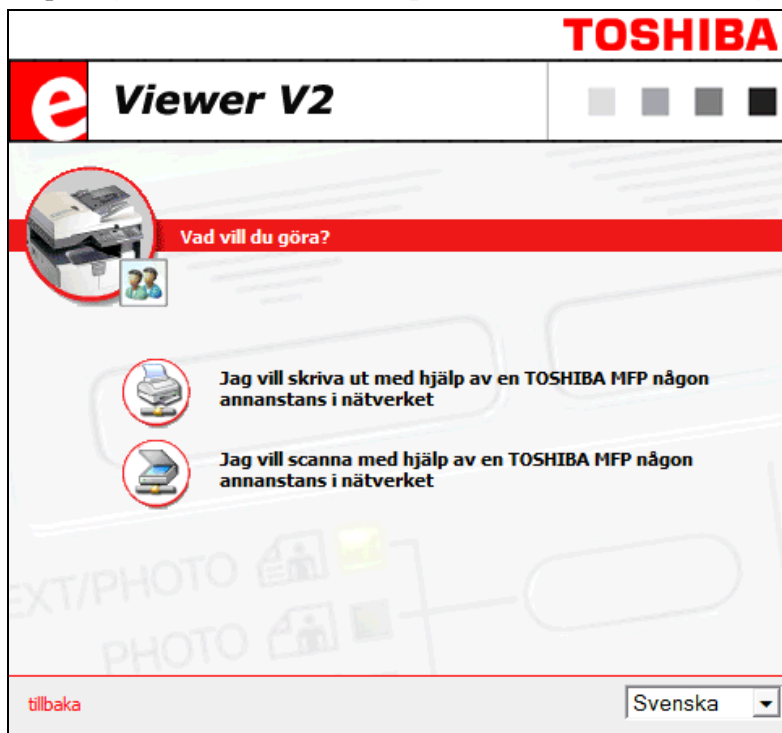 TOSHIBA
e Viewer V2
Vad vill du göra?
Jag vill skriva ut med hjälp av en TOSHIBA MFP någon
annanstans i nätverket
Jag vill scanna med hjälp av en TOSHIBA MFP någon
annanstans i nätverket
EXT/PHOTO
PHOTO
tillbaka
Svenska